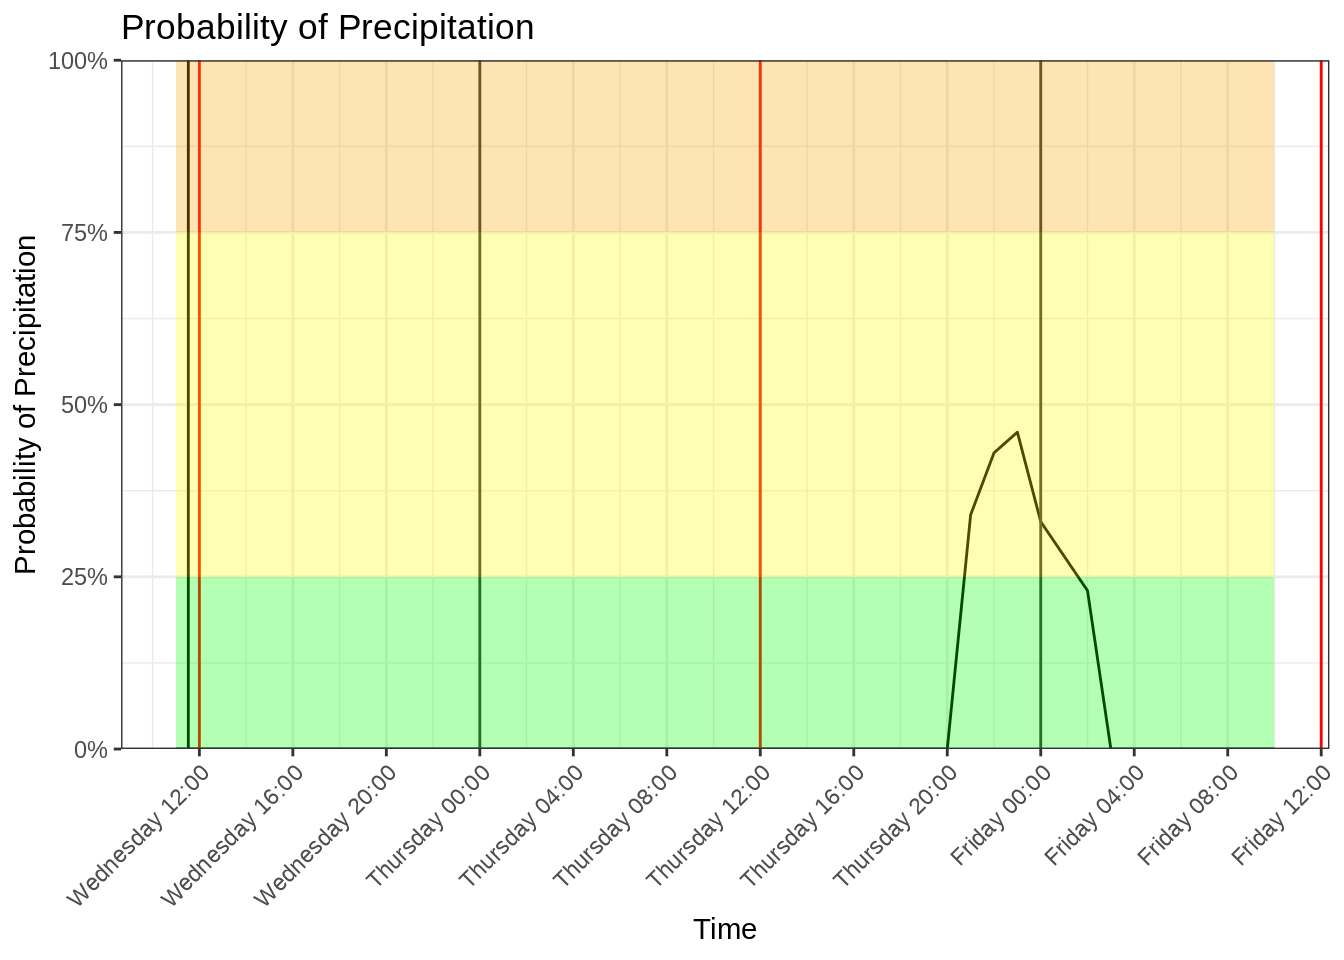 Probability of Precipitation
Probability of Precipitation
100%
75%
50%
25%
0%
Wednesday 12:00
Wednesday 16:00
Wednesday 20:00
Thursday 00:00
Thursday 04:00
Thursday 08:00
Thursday 12:00
Thursday 16:00
Thursday 20:00
Friday 00:00
Friday 04:00
Friday 08:00
Friday 12:00
Time